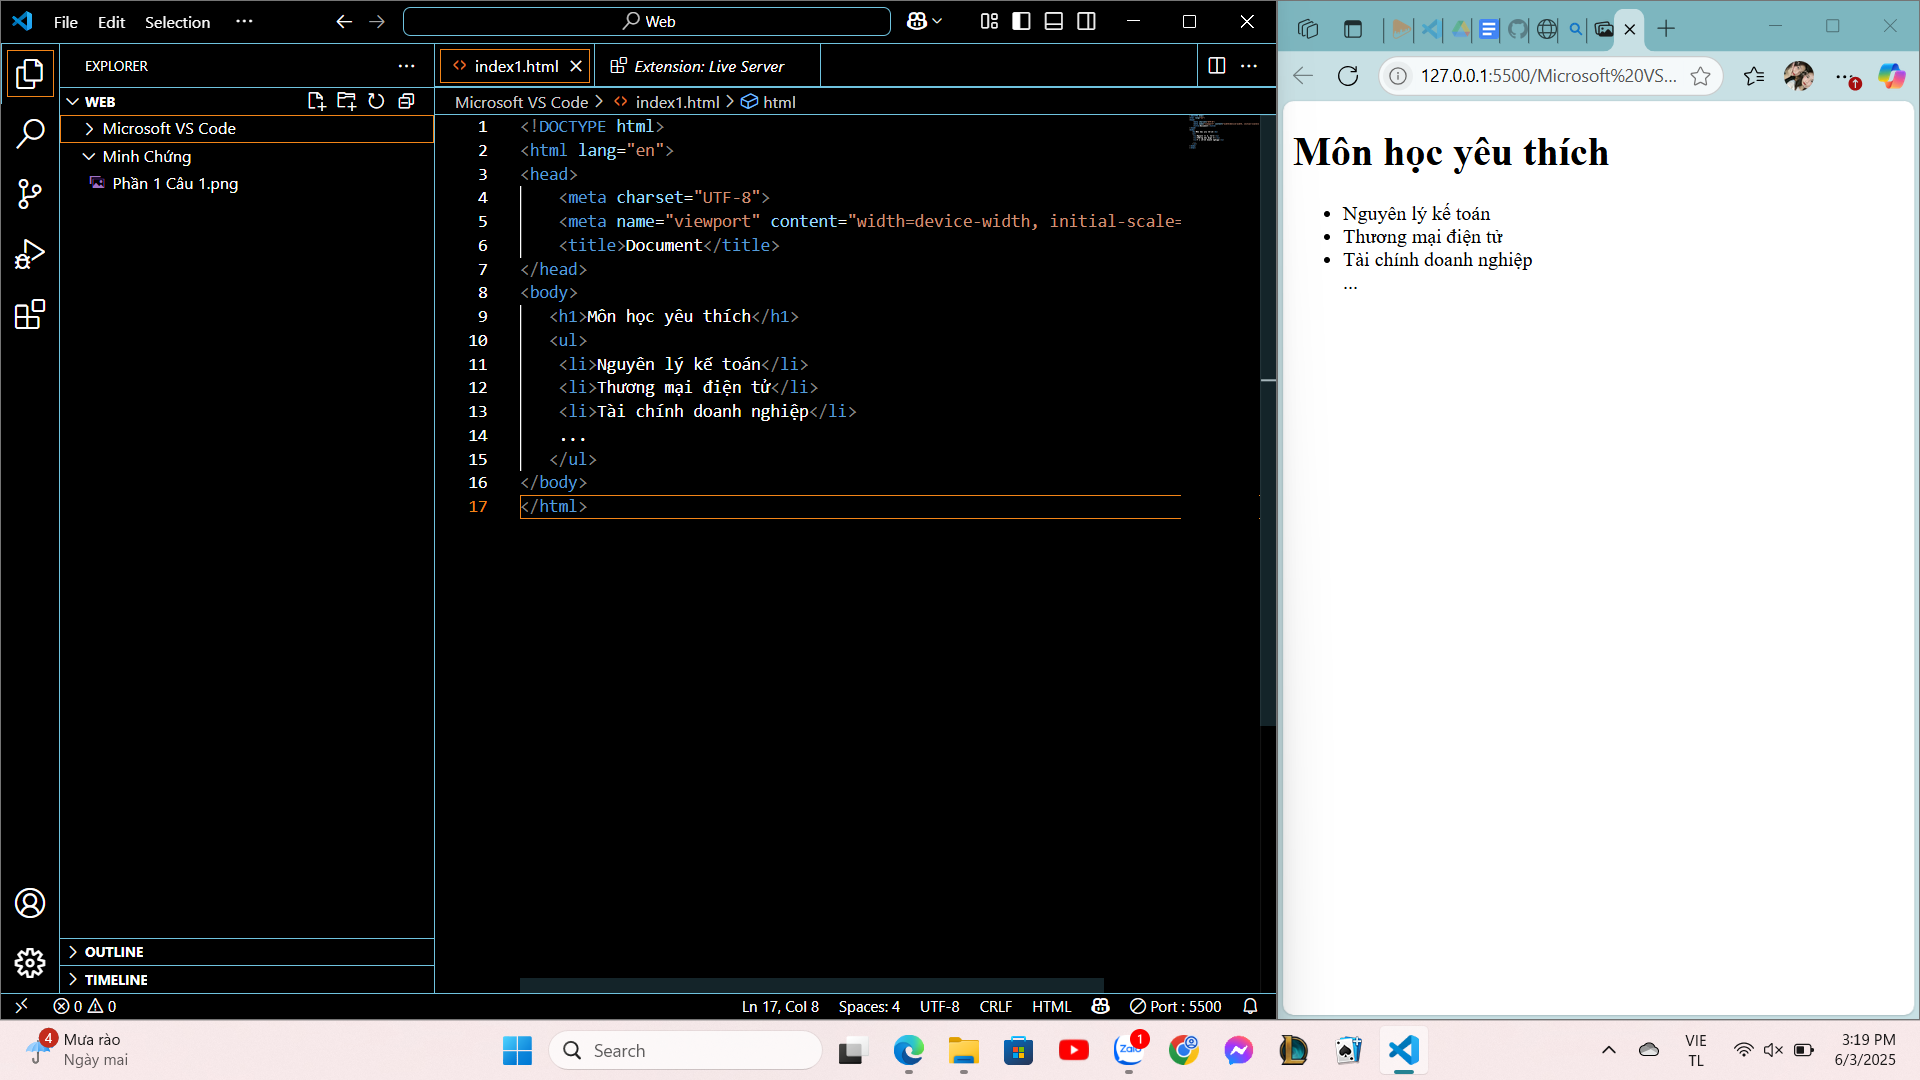 File Edit Selection ...
Web
EXPLORER
WEB
Microsoft VS Code
Minh Chứng
Phần 1 Câu 1.png
OUTLINE
TIMELINE
index1.html
Extension: Live Server
Microsoft VS Code > index1.html > html
1 <!DOCTYPE html>
2 <html lang="en">
3 <head>
4 <meta charset="UTF-8">
5 <meta name="viewport" content="width=device-width, initial-scale=
6 <title>Document</title>
7 </head>
8 <body>
9 <h1>Môn học yêu thích</h1>
10 <ul>
11 <li>Nguyên lý kế toán</li>
12 <li>Thương mại điện tử</li>
13 <li>Tài chính doanh nghiệp</li>
14 ...
15 </ul>
16 </body>
17 </html>
0 0
Ln 17, Col 8 Spaces: 4 UTF-8 CRLF HTML Port : 5500
127.0.0.1:5500/Microsoft%20VS...
Môn học yêu thích
• Nguyên lý kế toán
• Thương mại điện tử
• Tài chính doanh nghiệp
...
4
Mưa rào
Ngày mai
Search
Zalo
1
VIE
TL
3:19 PM
6/3/2025